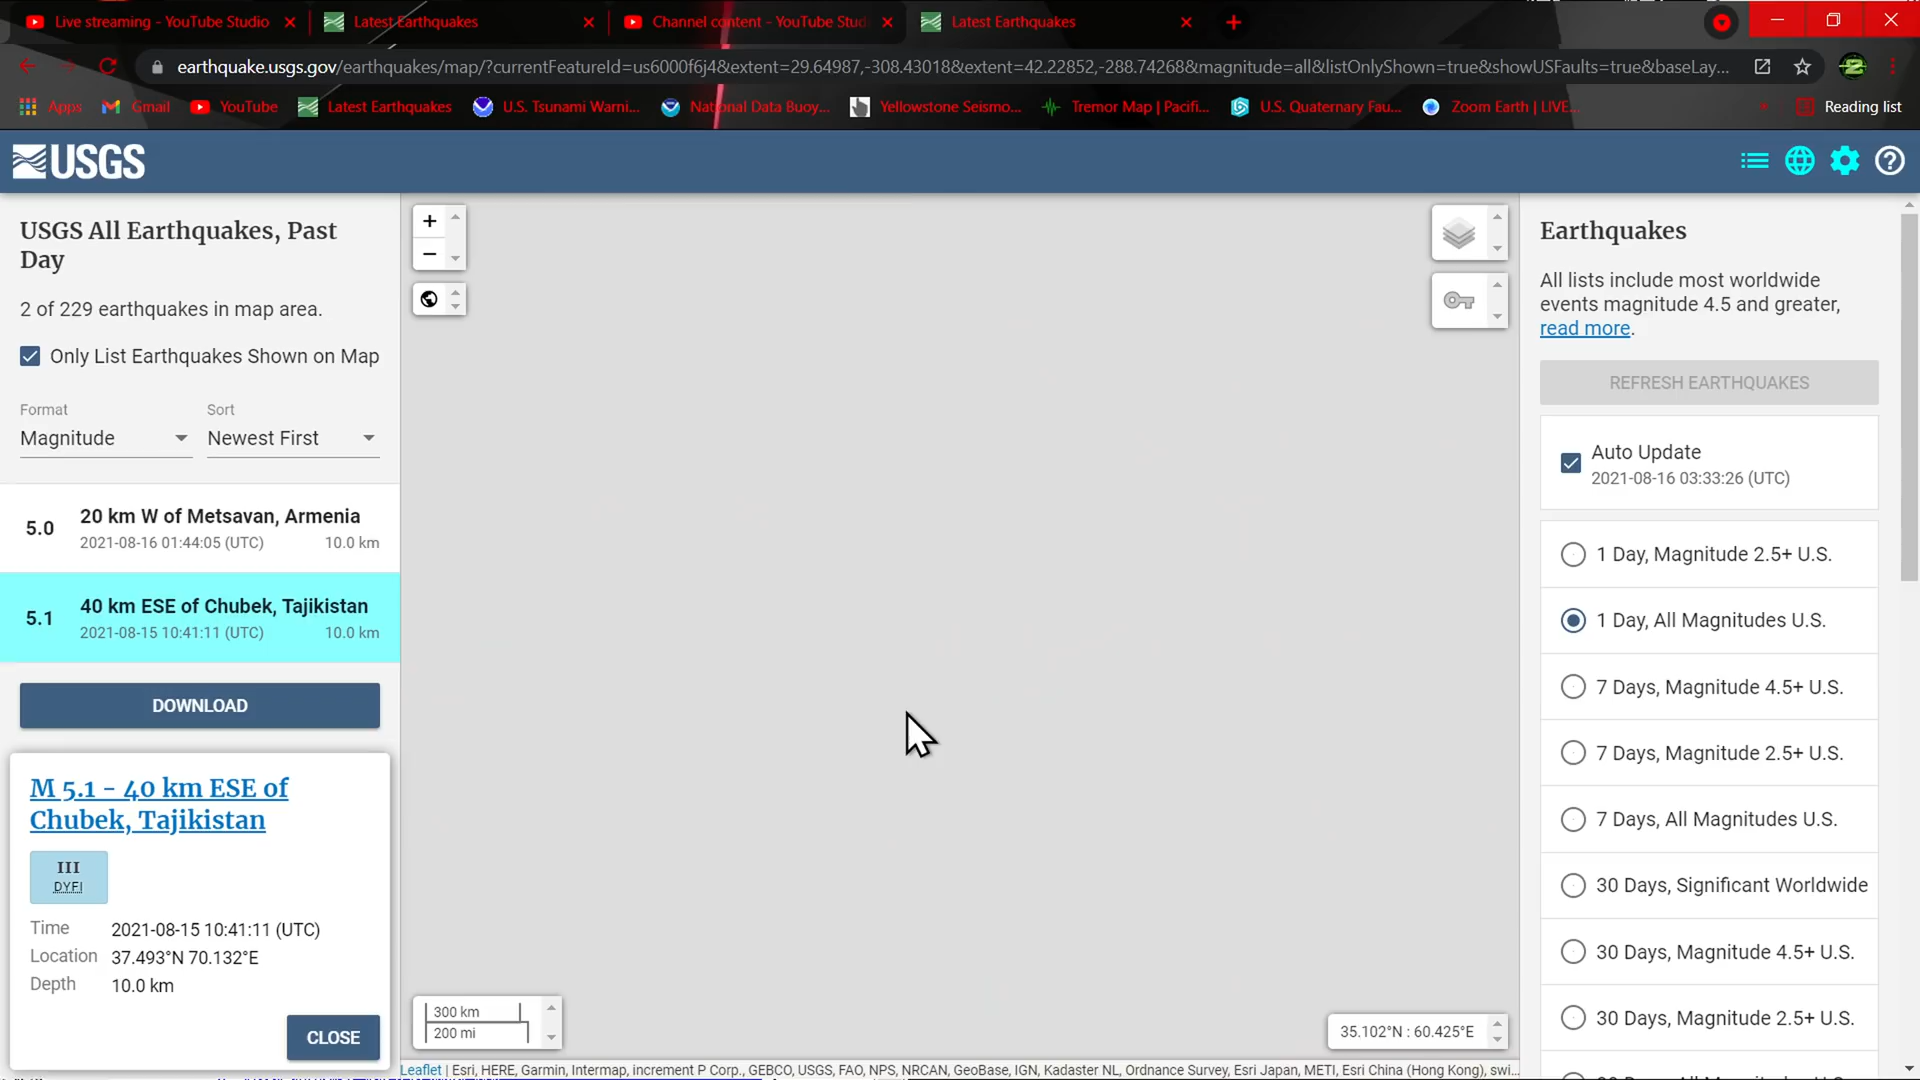 Live streaming - YouTube Studio
Latest Earthquakes
Channel content - YouTube Stud
Latest Earthquakes
earthquake.usgs.gov/earthquakes/map/?currentFeatureId=us6000f6j4&extent=29.64987,-308.43018&extent=42.22852,-288.74268&magnitude=all&listOnlyShown=true&showUSFaults=true&baseLay...
Apps
Gmail
YouTube
Latest Earthquakes
U.S. Tsunami Warni...
National Data Buoy...
Yellowstone Seismo...
Tremor Map | Pacifi...
U.S. Quaternary Fau...
Zoom Earth | LIVE...
Reading list
USGS
USGS All Earthquakes, Past
Day
2 of 229 earthquakes in map area.
Only List Earthquakes Shown on Map
Format
Sort
Magnitude
Newest First
5.0
20 km W of Metsavan, Armenia
2021-08-16 01:44:05 (UTC)
10.0 km
5.1
40 km ESE of Chubek, Tajikistan
2021-08-15 10:41:11 (UTC)
10.0 km
DOWNLOAD
M 5.1 - 40 km ESE of
Chubek, Tajikistan
III
DYFI
Time 2021-08-15 10:41:11 (UTC)
Location 37.493°N 70.132°E
Depth 10.0 km
CLOSE
+
−
300 km
200 mi
35.102°N : 60.425°E
Leaflet | Esri, HERE, Garmin, Intermap, increment P Corp., GEBCO, USGS, FAO, NPS, NRCAN, GeoBase, IGN, Kadaster NL, Ordnance Survey, Esri Japan, METI, Esri China (Hong Kong), swi...
Earthquakes
All lists include most worldwide
events magnitude 4.5 and greater,
read more.
REFRESH EARTHQUAKES
Auto Update
2021-08-16 03:33:26 (UTC)
1 Day, Magnitude 2.5+ U.S.
1 Day, All Magnitudes U.S.
7 Days, Magnitude 4.5+ U.S.
7 Days, Magnitude 2.5+ U.S.
7 Days, All Magnitudes U.S.
30 Days, Significant Worldwide
30 Days, Magnitude 4.5+ U.S.
30 Days, Magnitude 2.5+ U.S.